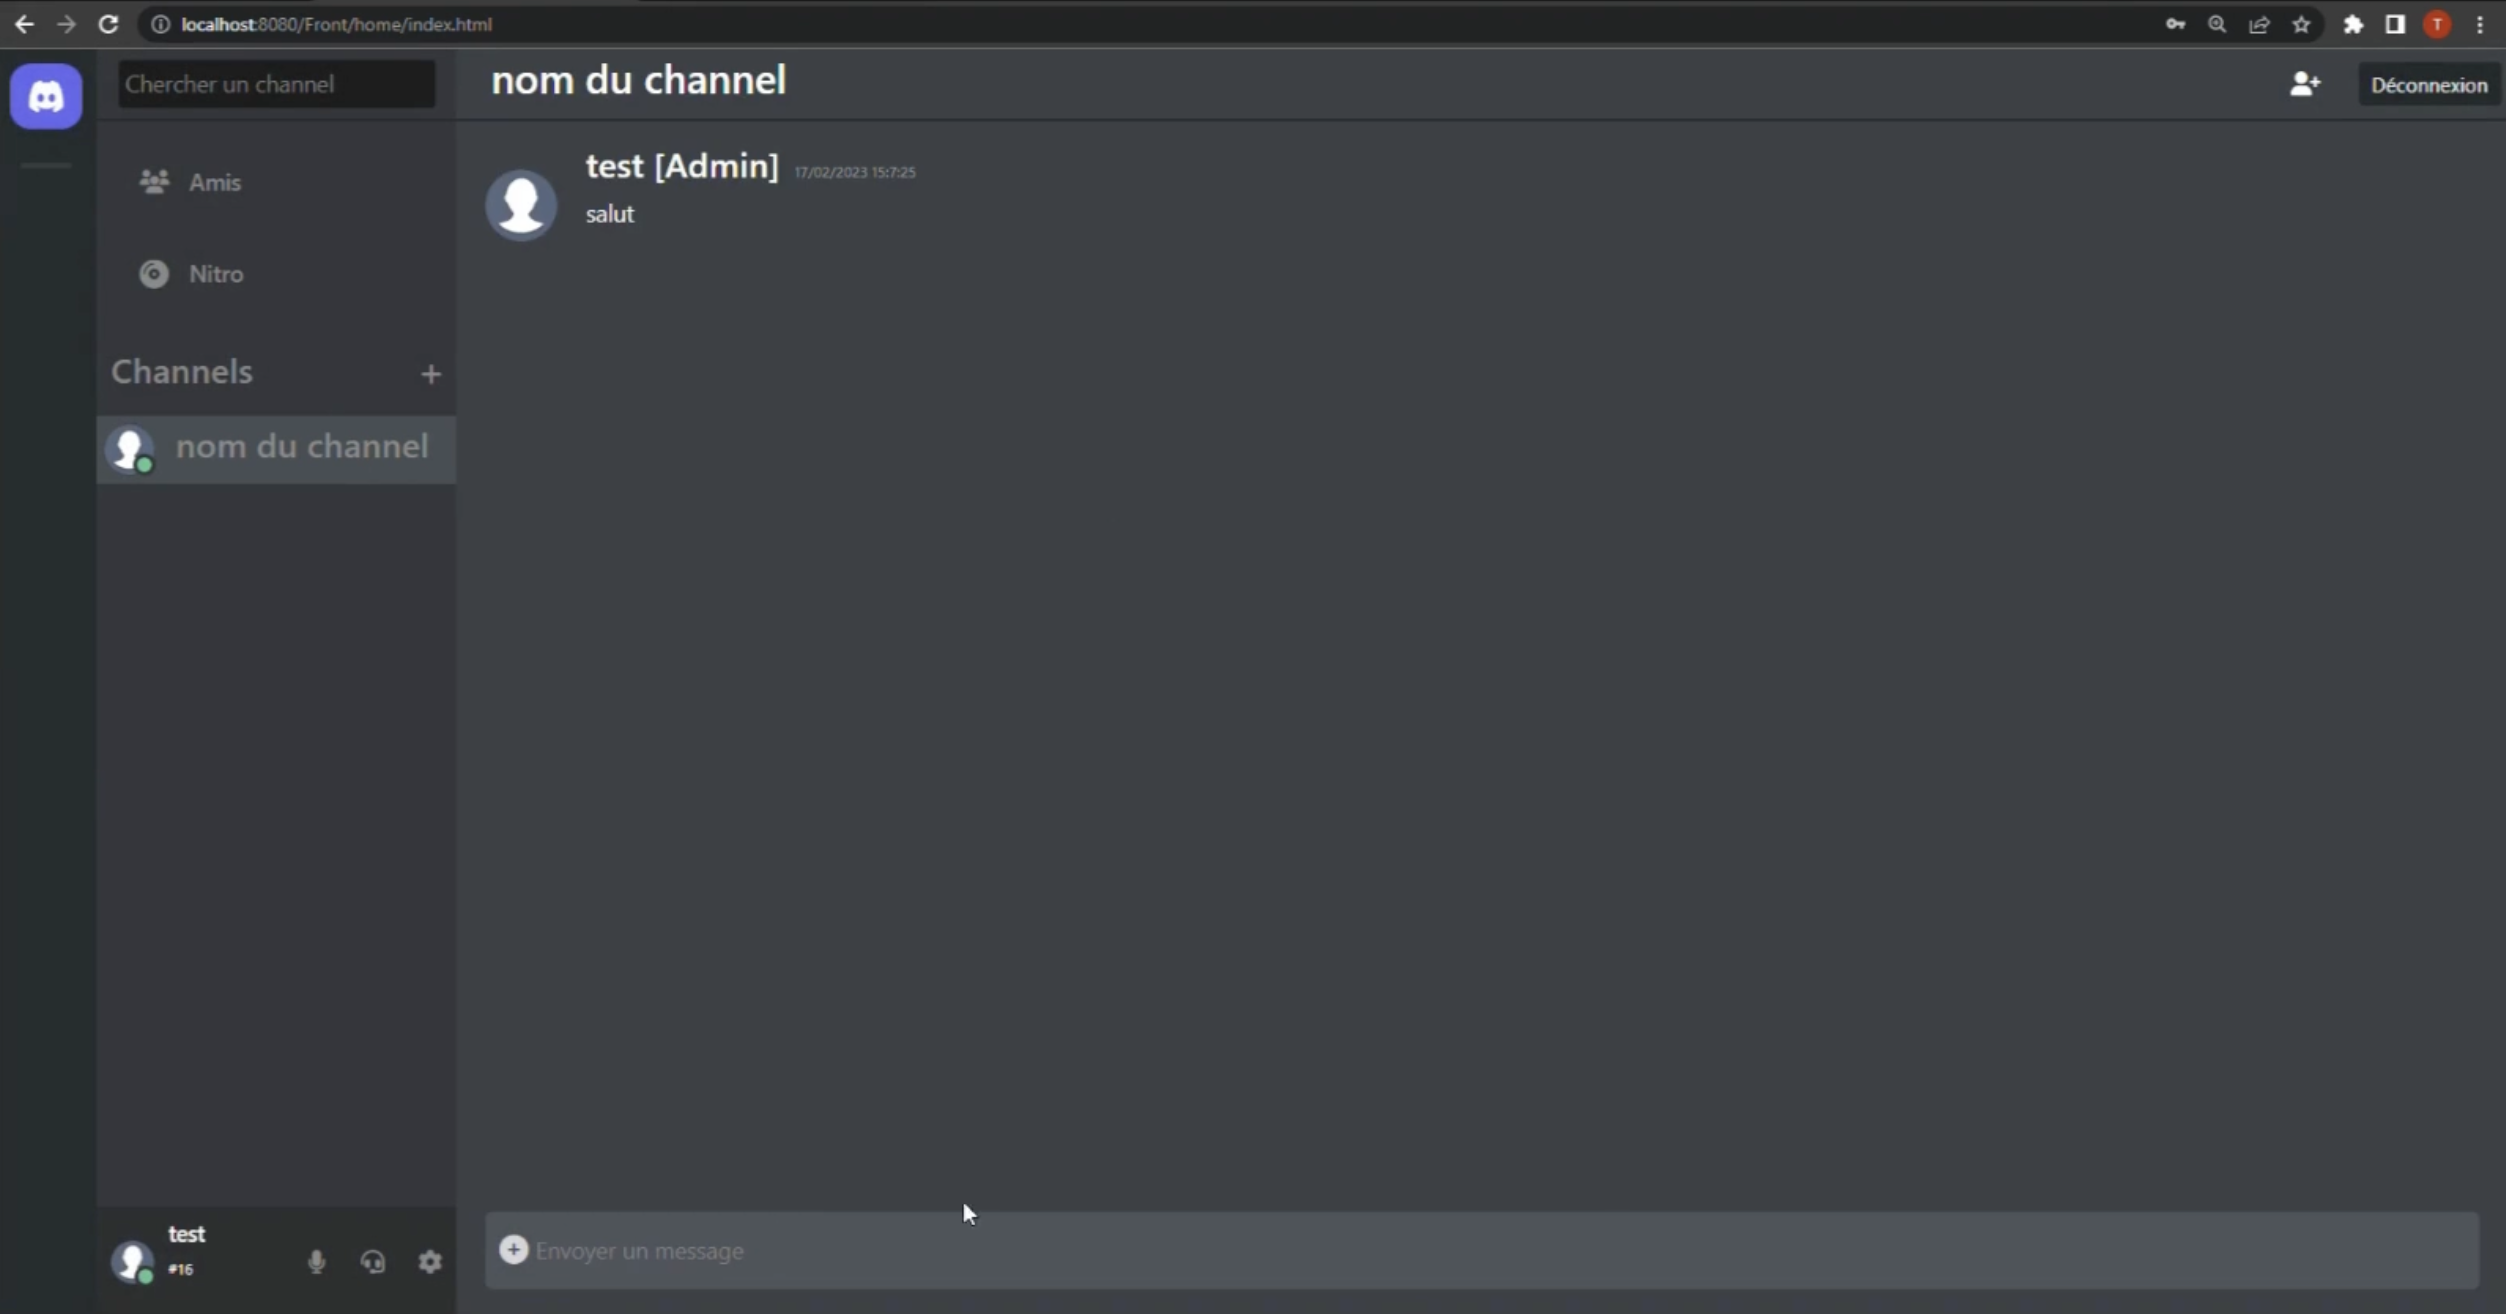 localhost:8080/Front/home/index.html
T
Chercher un channel
nom du channel
Déconnexion
Amis
Nitro
Channels
+
nom du channel
test [Admin] 17/02/2023 15:7:25
salut
test
#16
Envoyer un message